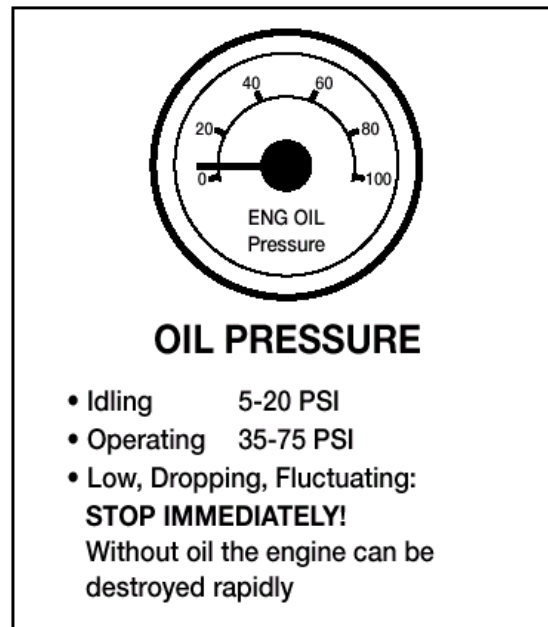 40 60
20 80
0 100
ENG OIL
Pressure
OIL PRESSURE
• Idling 5-20 PSI
• Operating 35-75 PSI
• Low, Dropping, Fluctuating:
STOP IMMEDIATELY!
Without oil the engine can be
destroyed rapidly